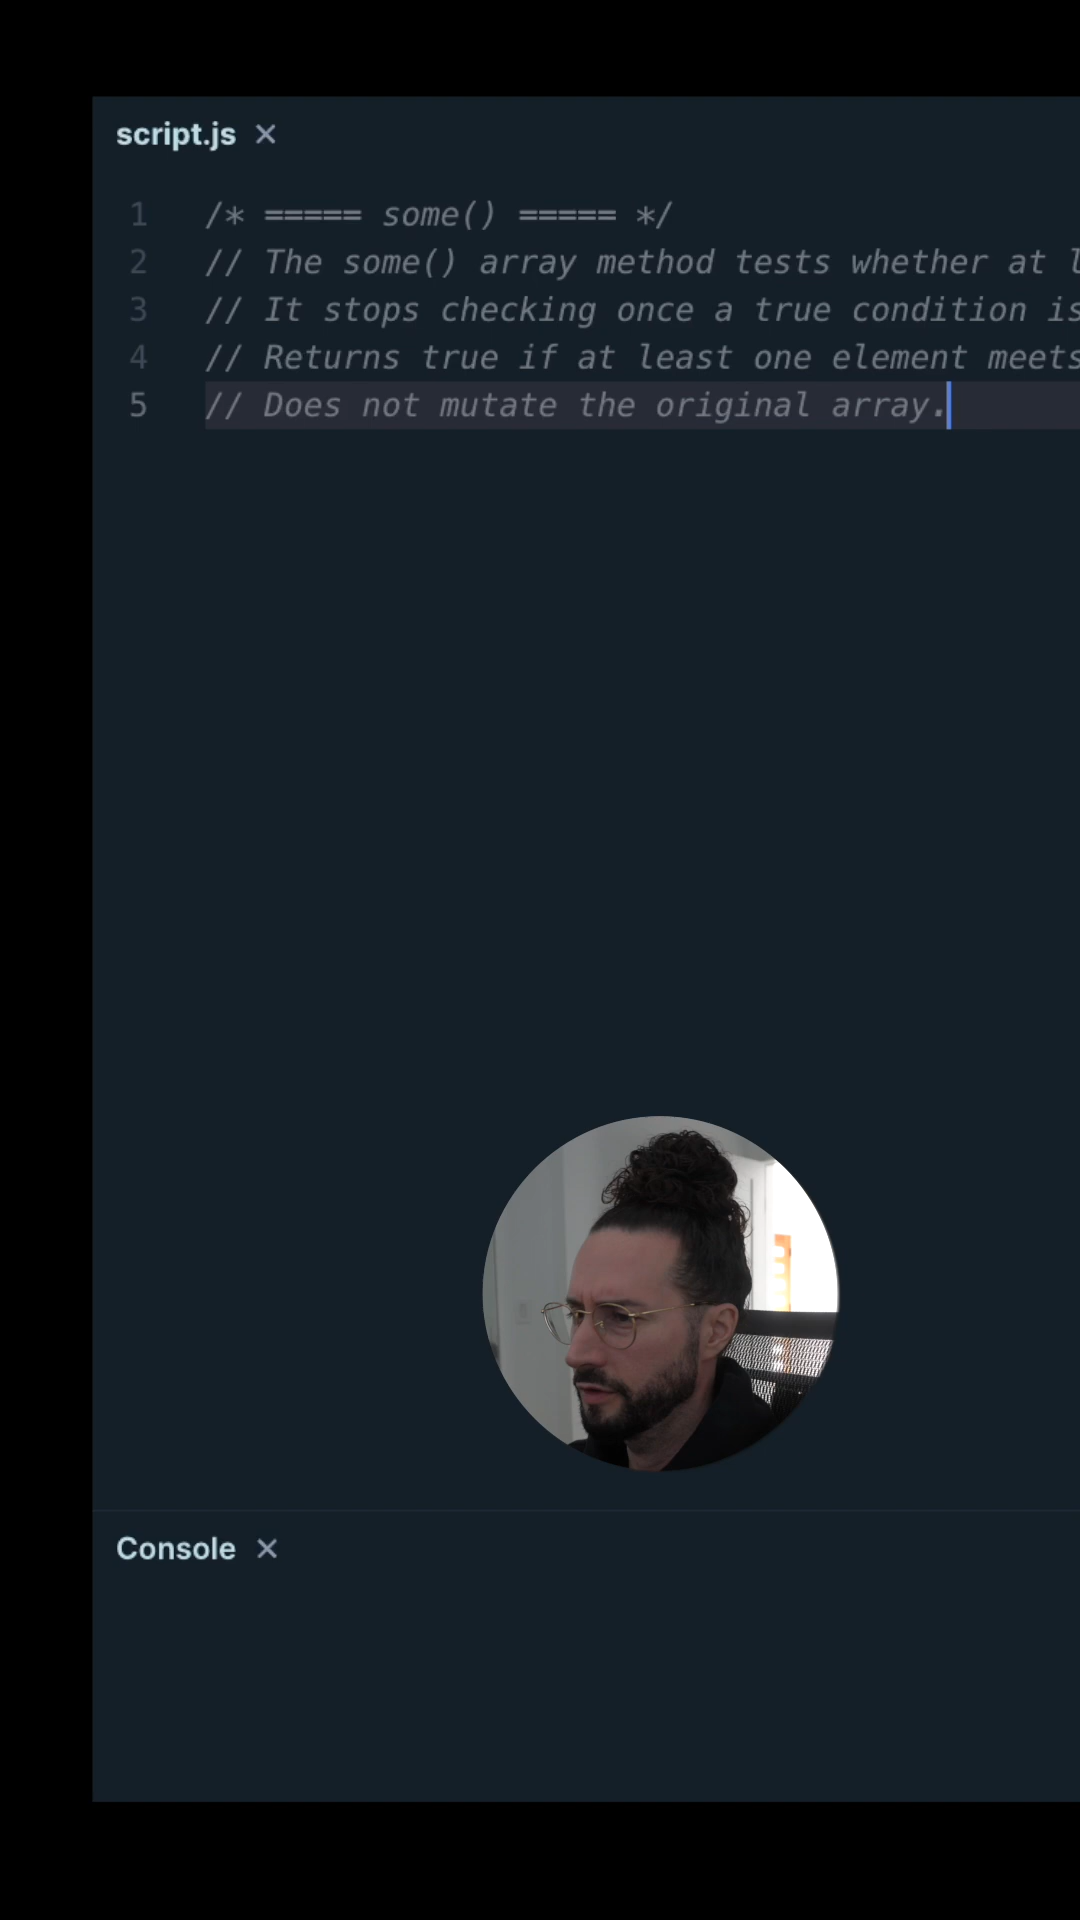 script.js ×
1 /* ===== some() ===== */
2 // The some() array method tests whether at
3 // It stops checking once a true condition is
4 // Returns true if at least one element meets
5 // Does not mutate the original array.
Console ×